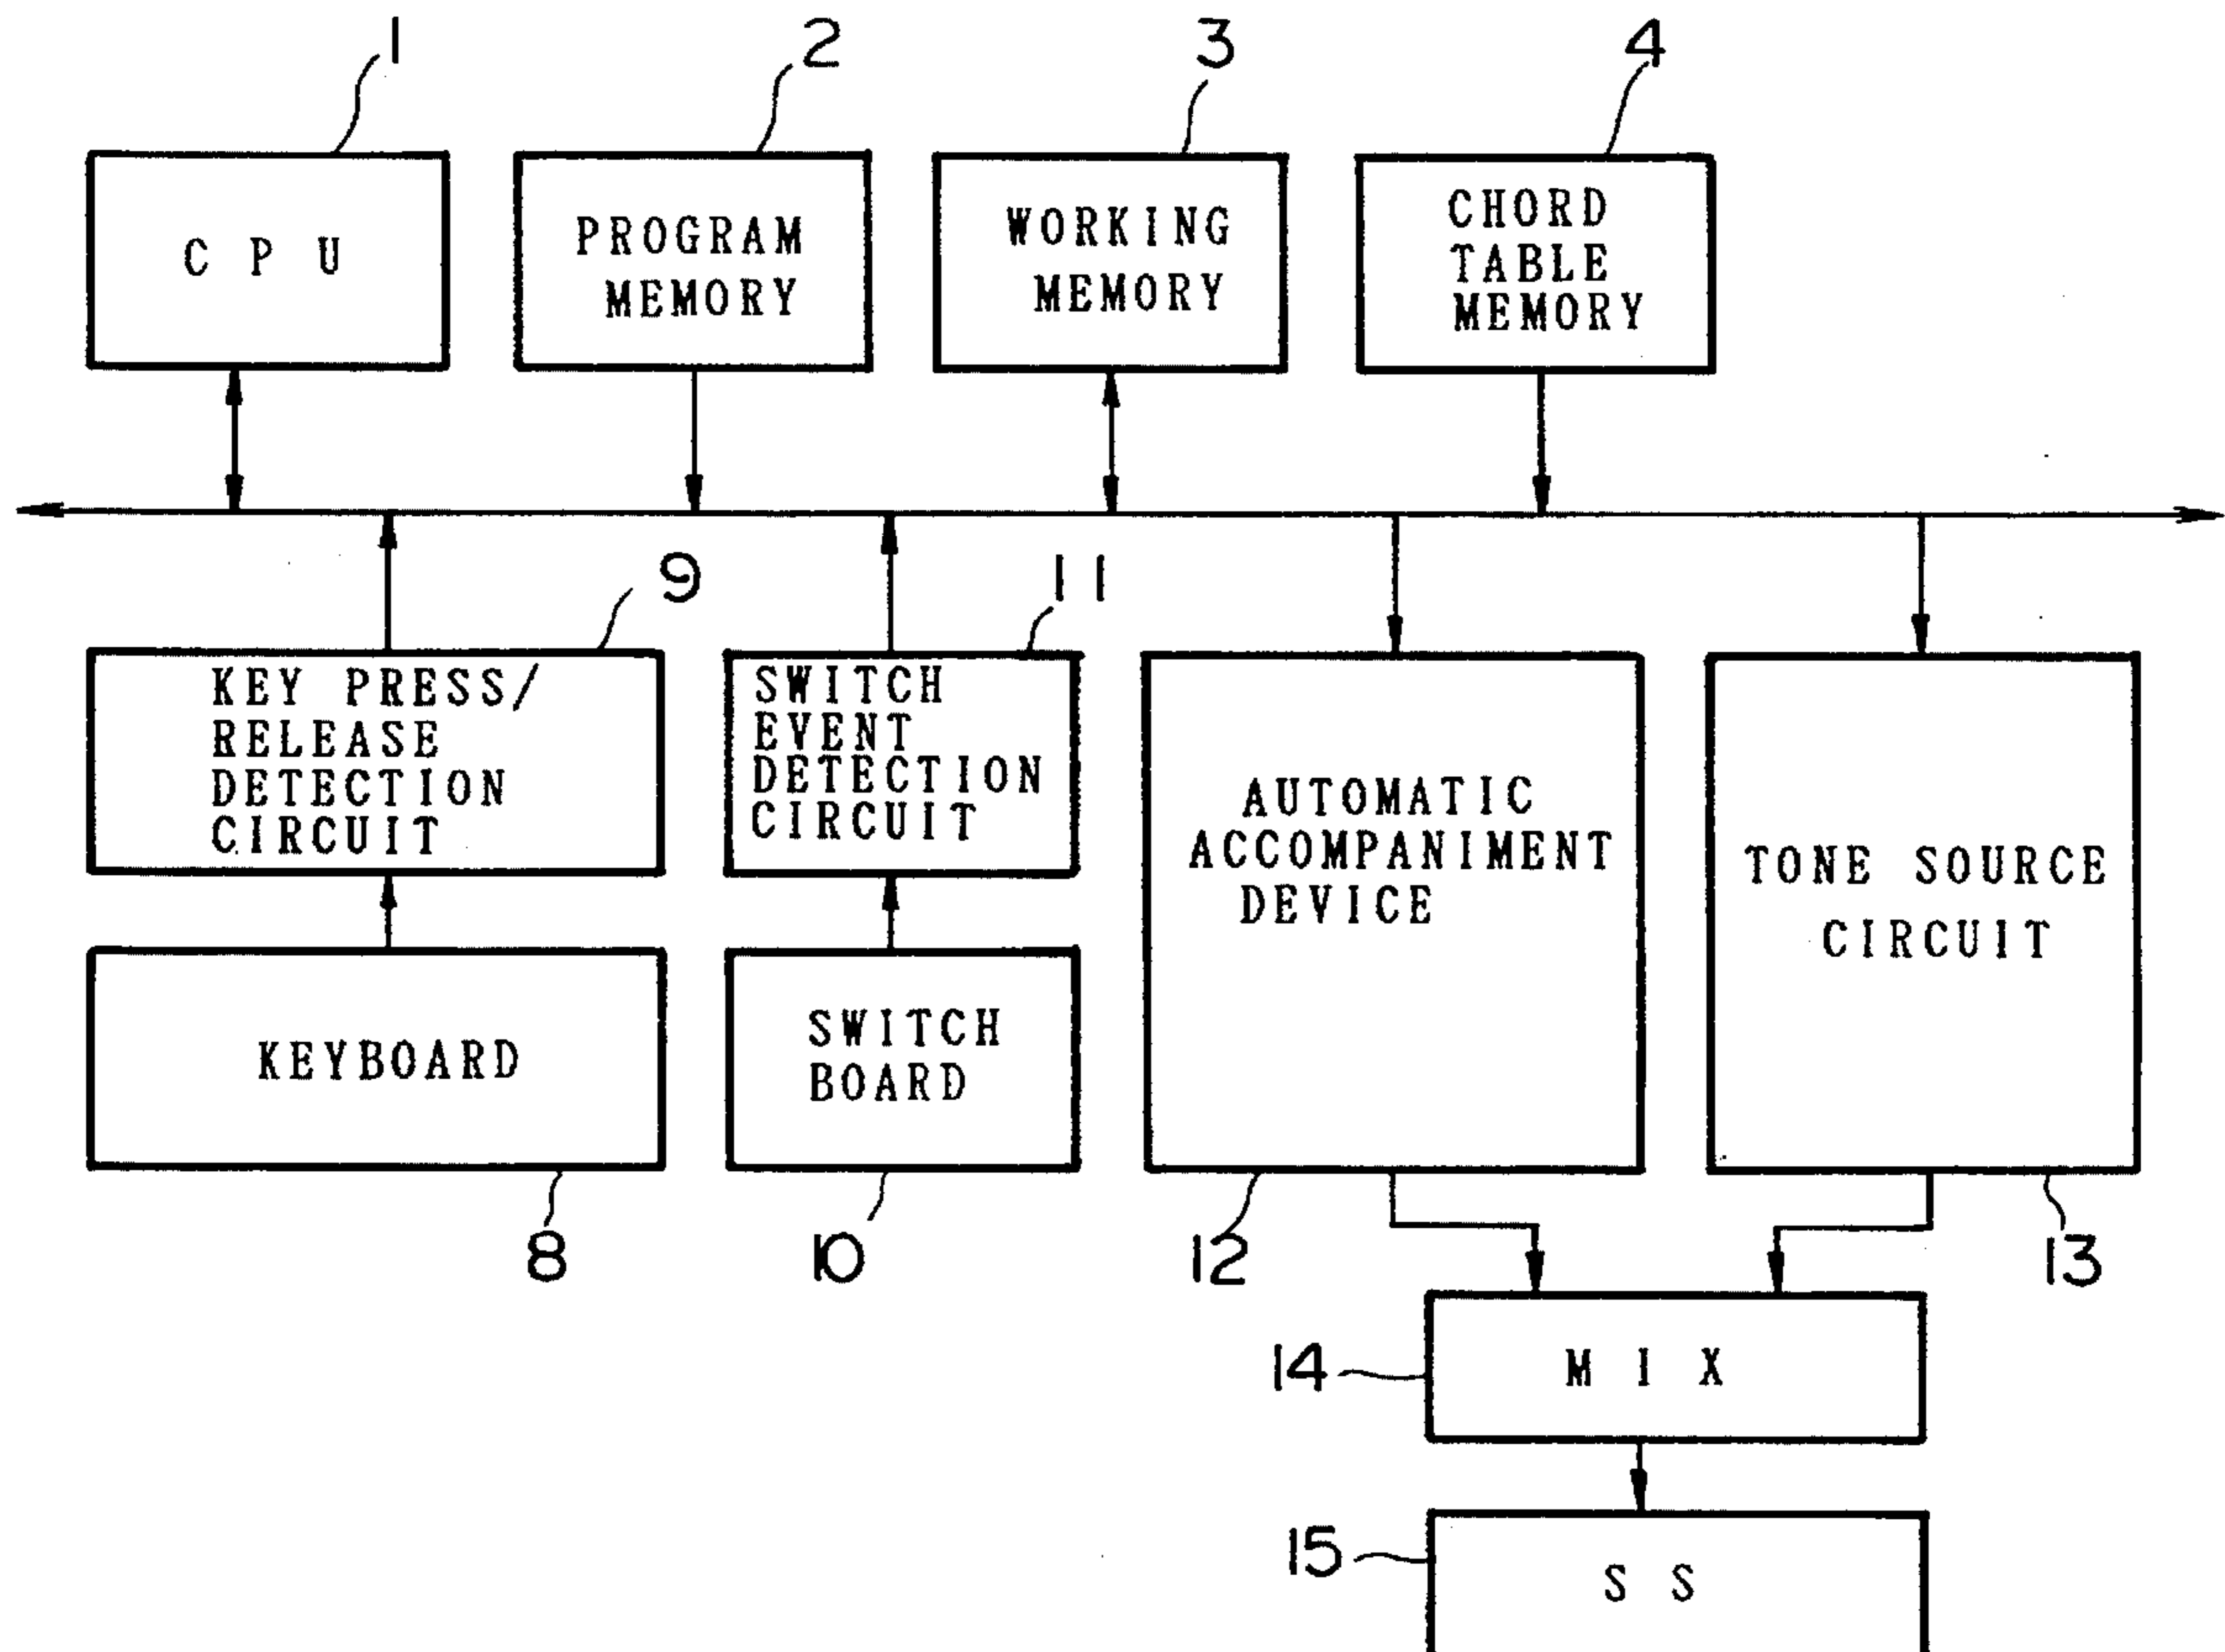 1
2
3
4
CPU
PROGRAM
MEMORY
WORKING
MEMORY
CHORD
TABLE
MEMORY
9
11
KEY PRESS/
RELEASE
DETECTION
CIRCUIT
SWITCH
EVENT
DETECTION
CIRCUIT
AUTOMATIC
ACCOMPANIMENT
DEVICE
TONE SOURCE
CIRCUIT
KEYBOARD
SWITCH
BOARD
8
10
12
13
14
MIX
15
SS